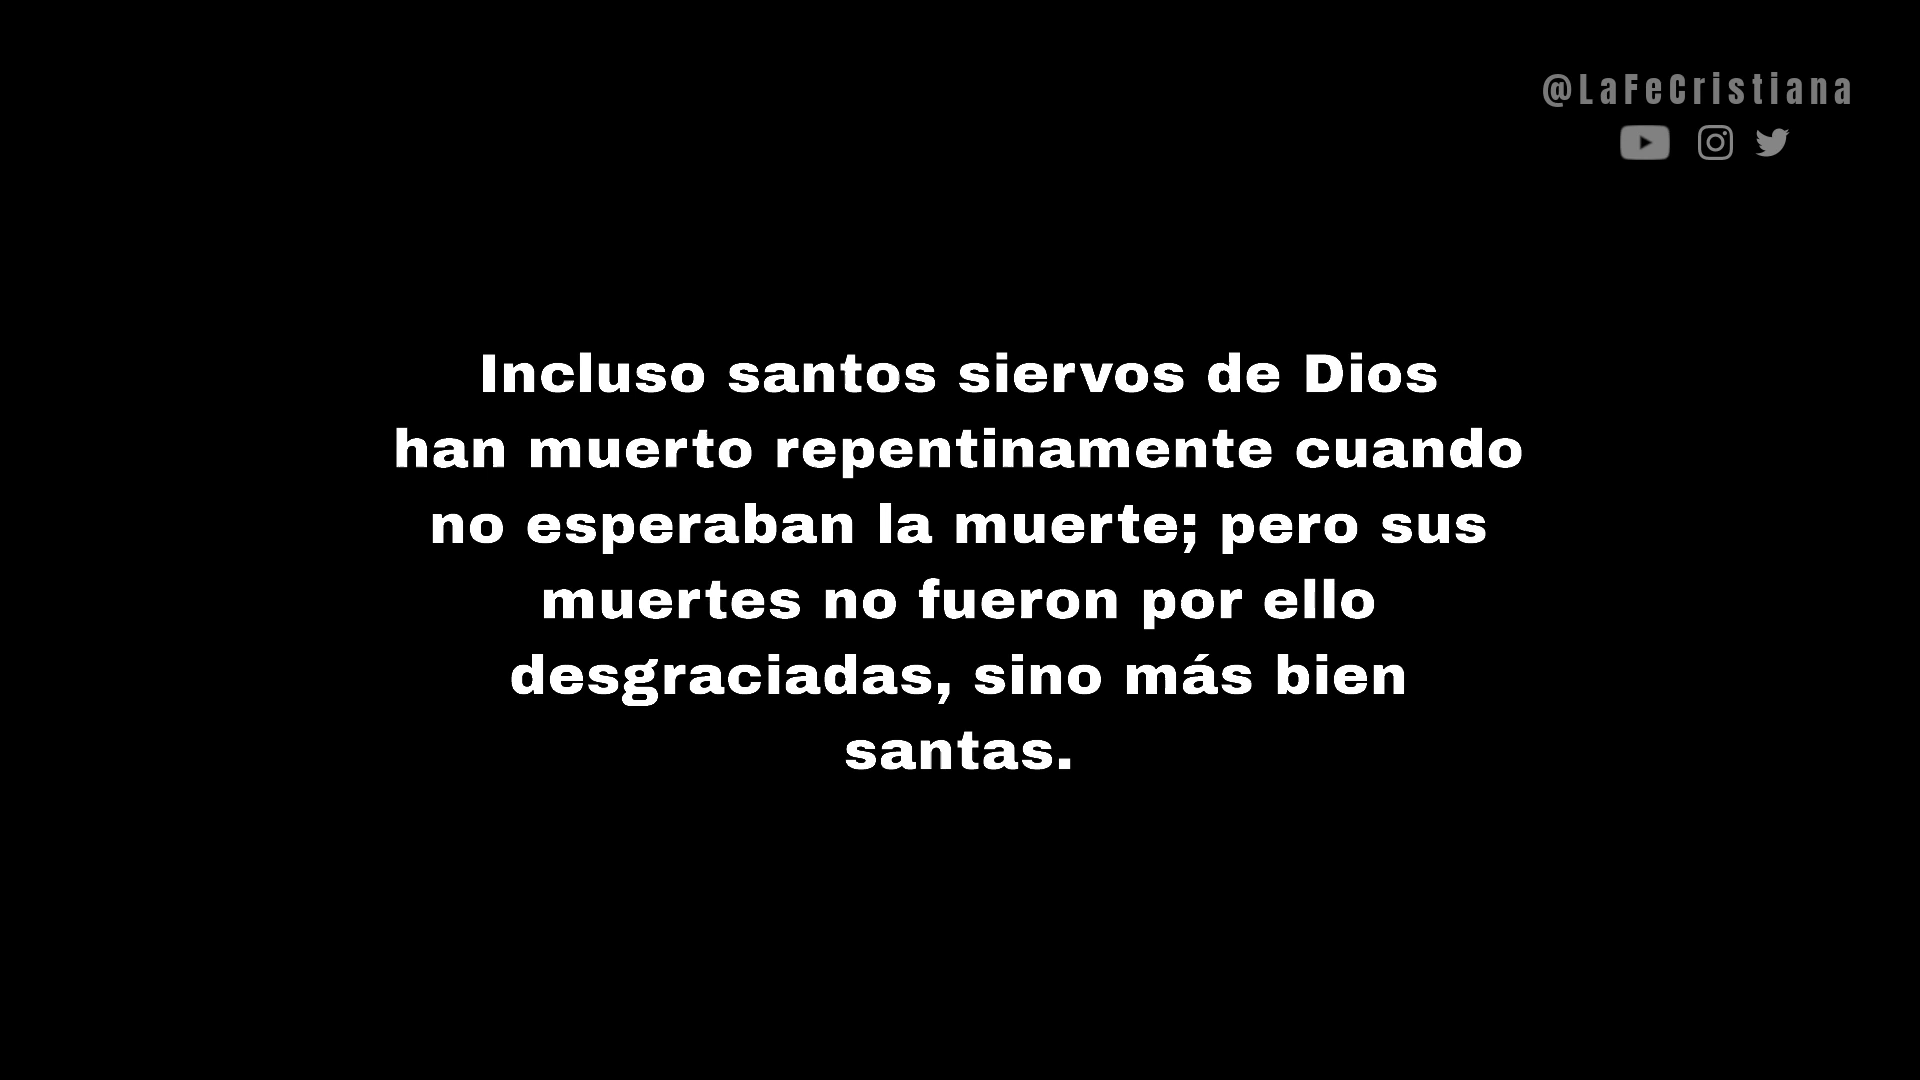 @LaFeCristiana
Incluso santos siervos de Dios
han muerto repentinamente cuando
no esperaban la muerte; pero sus
muertes no fueron por ello
desgraciadas, sino más bien
santas.